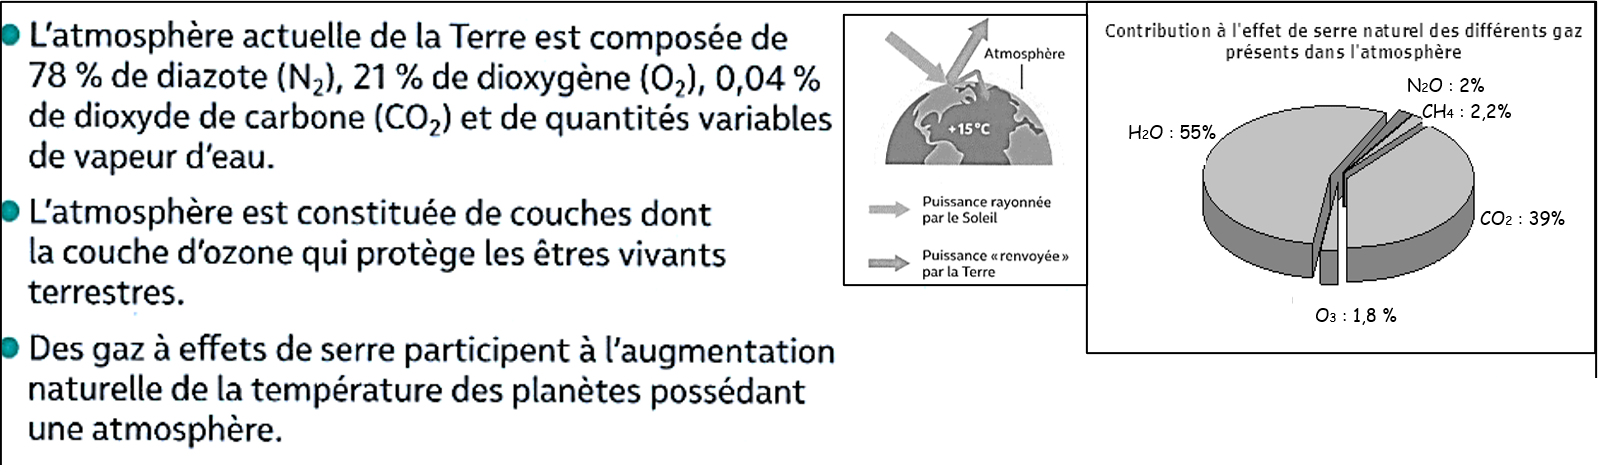 L'atmosphère actuelle de la Terre est composée de
78 % de diazote (N₂), 21 % de dioxygène (O₂), 0,04 %
de dioxyde de carbone (CO₂) et de quantités variables
de vapeur d'eau.
L'atmosphère est constituée de couches dont
la couche d'ozone qui protège les êtres vivants
terrestres.
Des gaz à effets de serre participent à l'augmentation
naturelle de la température des planètes possédant
une atmosphère.
Atmosphère
+15°C
Puissance rayonnée
par le Soleil
Puissance «renvoyée»
par la Terre
Contribution à l'effet de serre naturel des différents gaz
présents dans l'atmosphère
N₂O : 2%
CH₄ : 2,2%
H₂O : 55%
CO₂ : 39%
O₃ : 1,8 %